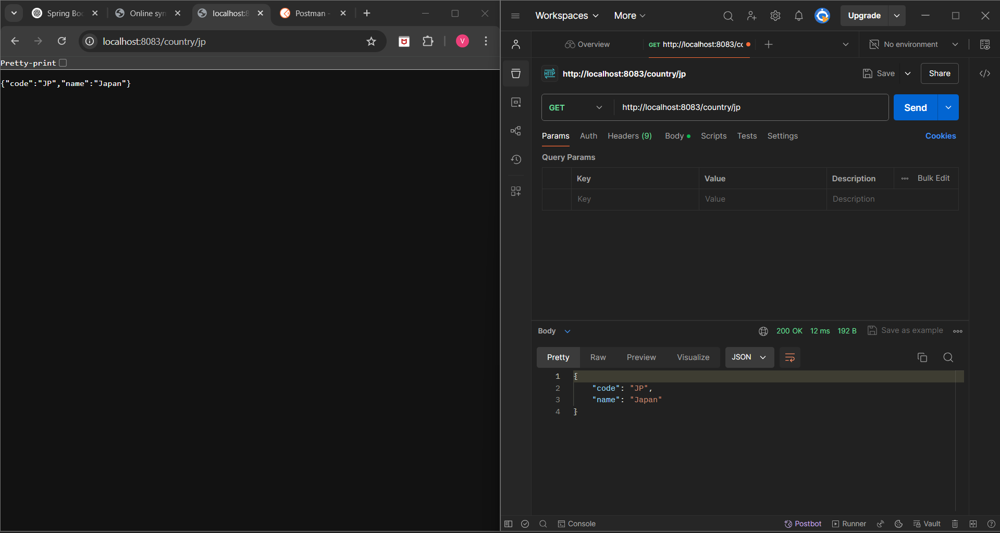 Spring Boo
Online syn
localhost:8
Postman -
localhost:8083/country/jp
V
Pretty-print
{"code":"JP","name":"Japan"}
Workspaces
More
Upgrade
Overview
GET http://localhost:8083/cc
No environment
HTTP
http://localhost:8083/country/jp
Save
Share
</>
GET
http://localhost:8083/country/jp
Send
Params
Auth
Headers (9)
Body
Scripts
Tests
Settings
Cookies
Query Params
Key
Value
Description
Bulk Edit
Key
Value
Description
Body
200 OK
12 ms
192 B
Save as example
Pretty
Raw
Preview
Visualize
JSON
1 {
2 "code": "JP",
3 "name": "Japan"
4 }
Console
Postbot
Runner
Vault